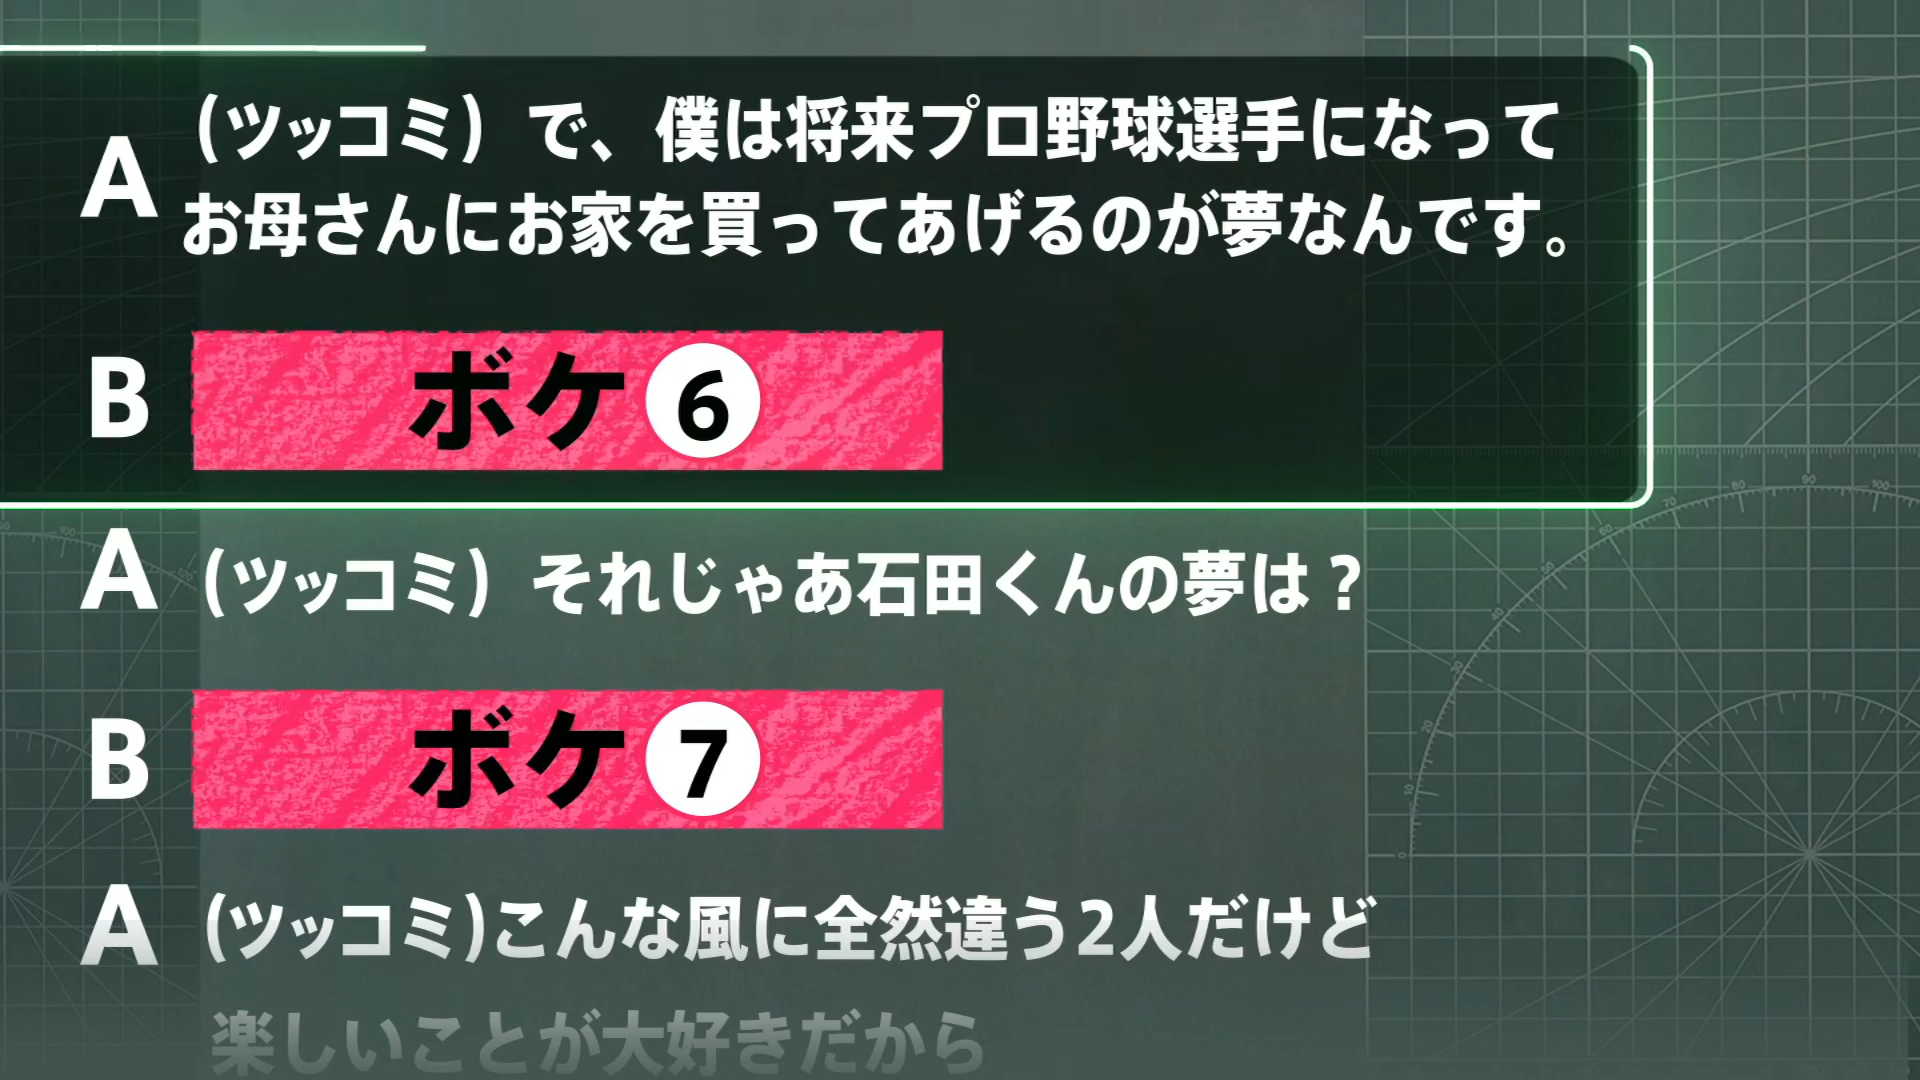 A (ツッコミ) で、僕は将来プロ野球選手になって
お母さんにお家を買ってあげるのが夢なんです。
B ボケ6
A (ツッコミ) それじゃあ石田くんの夢は？
B ボケ7
A (ツッコミ)こんな風に全然違う2人だけど
楽しいことが大好きだから